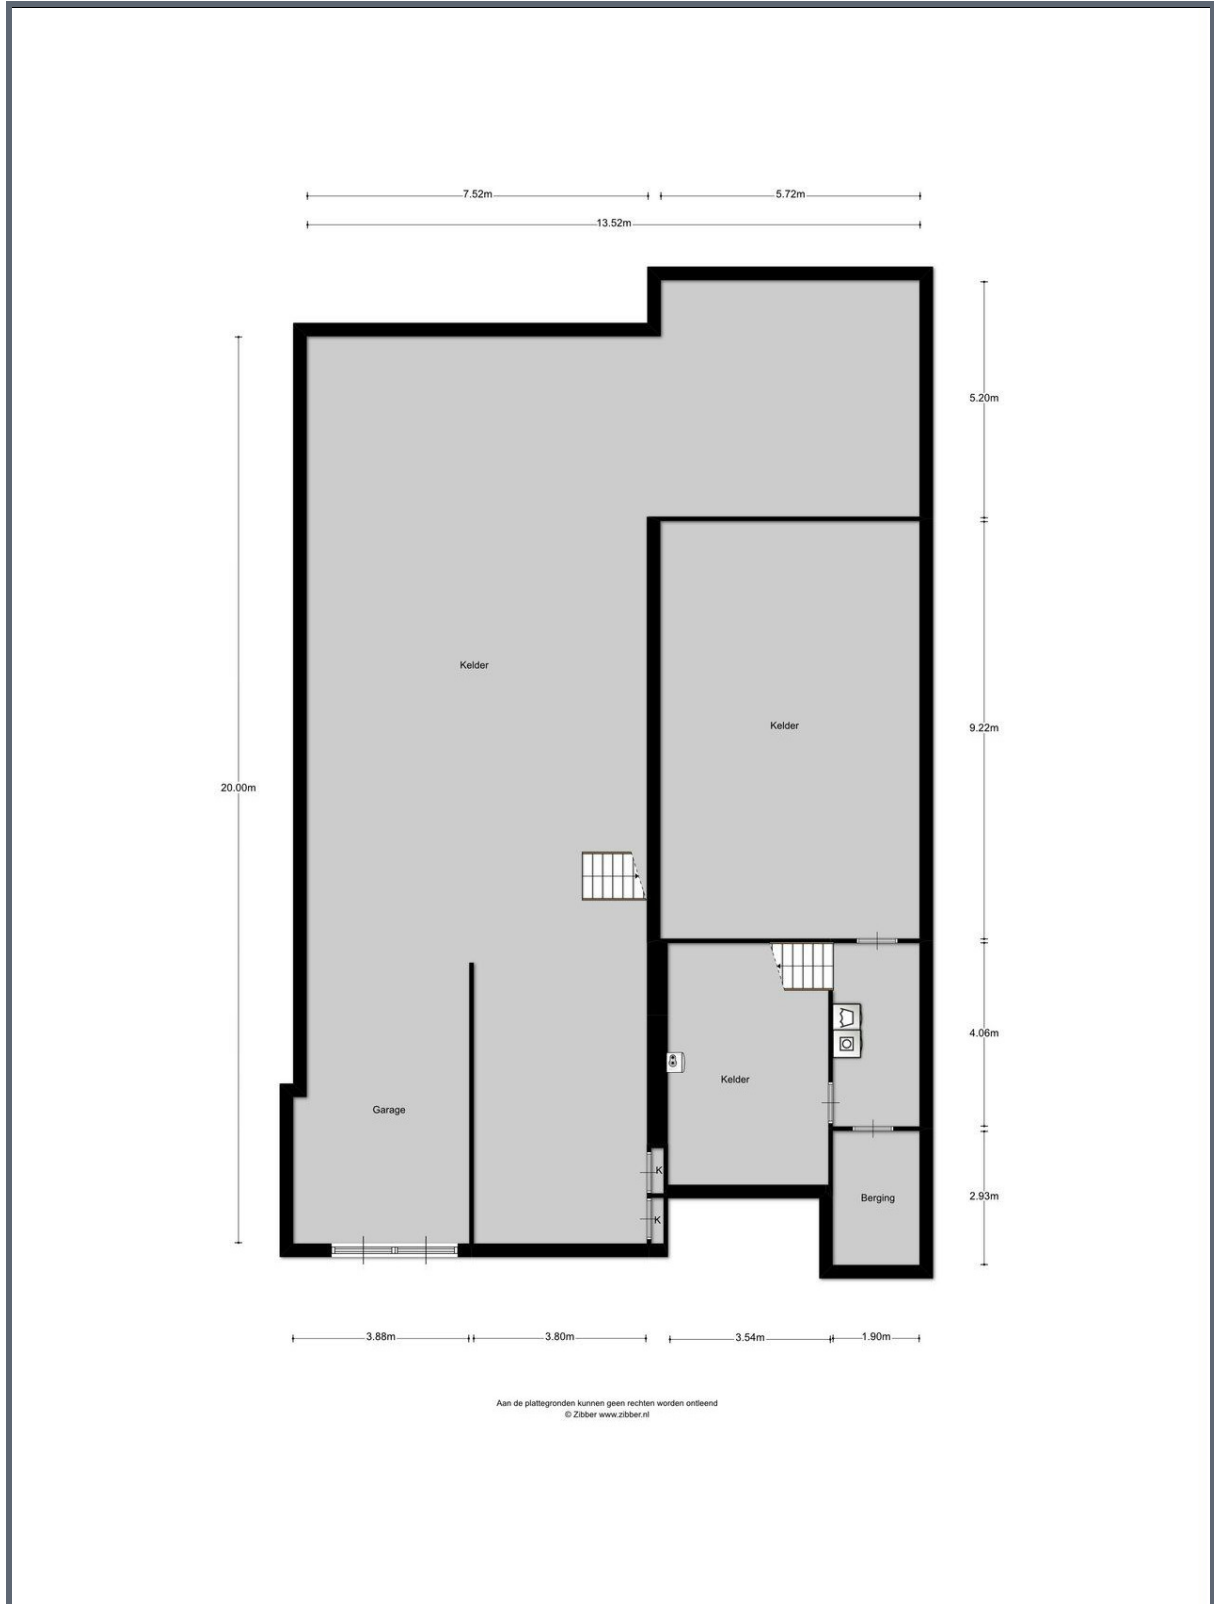 7.52m
5.72m
13.52m
5.20m
Kelder
Kelder
9.22m
20.00m
4.06m
Kelder
Garage
K
Berging
2.93m
K
3.88m
3.80m
3.54m
1.90m
Aan de plattegronden kunnen geen rechten worden ontleend
© Zibber www.zibber.nl